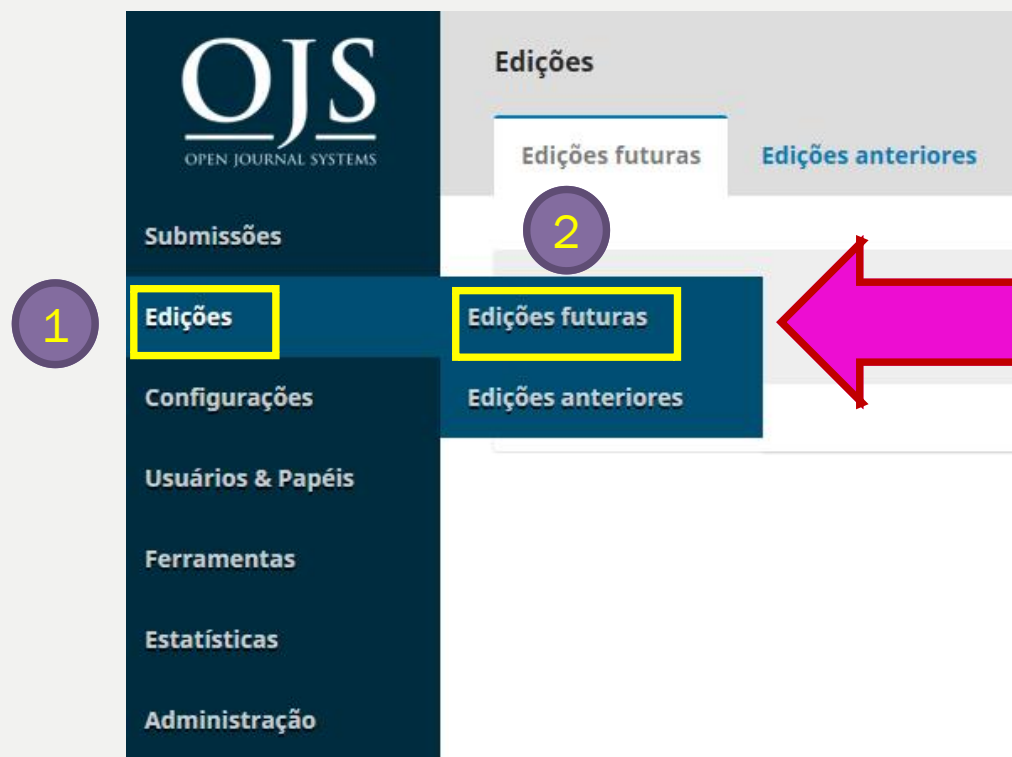 OJS
OPEN JOURNAL SYSTEMS
Edições
Edições futuras Edições anteriores
Submissões
2
1
Edições
Edições futuras
Configurações
Edições anteriores
Usuários & Papéis
Ferramentas
Estatísticas
Administração